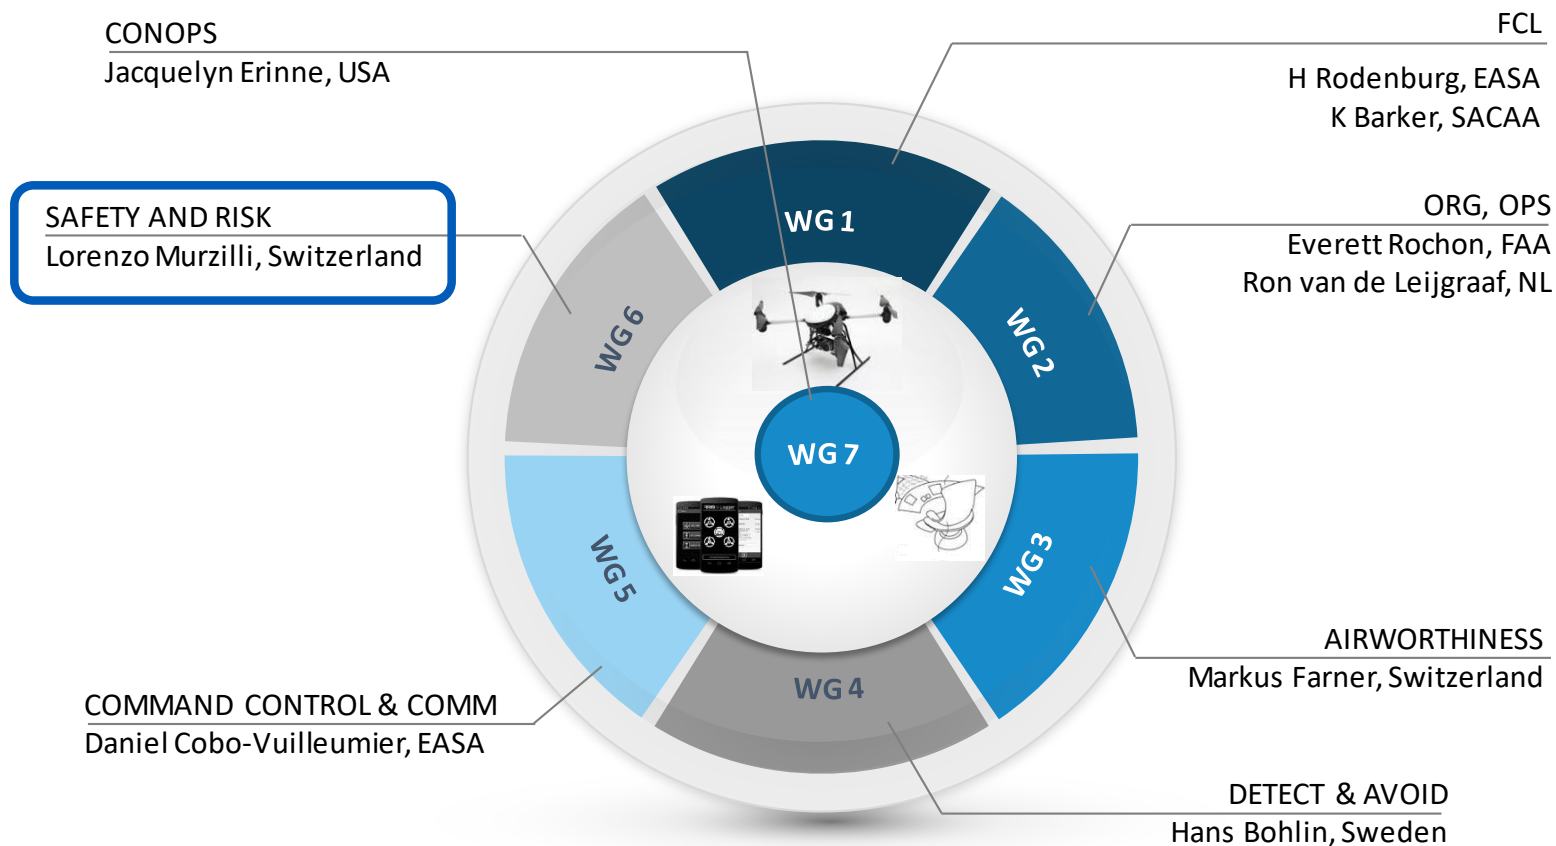 CONOPS
Jacquelyn Erinne, USA
FCL
H Rodenburg, EASA
K Barker, SACAA
SAFETY AND RISK
Lorenzo Murzilli, Switzerland
ORG, OPS
Everett Rochon, FAA
Ron van de Leijgraaf, NL
WG 1
WG 2
WG 6
WG 7
WG 3
WG 5
WG 4
AIRWORTHINESS
Markus Farner, Switzerland
COMMAND CONTROL & COMM
Daniel Cobo-Vuilleumier, EASA
DETECT & AVOID
Hans Bohlin, Sweden